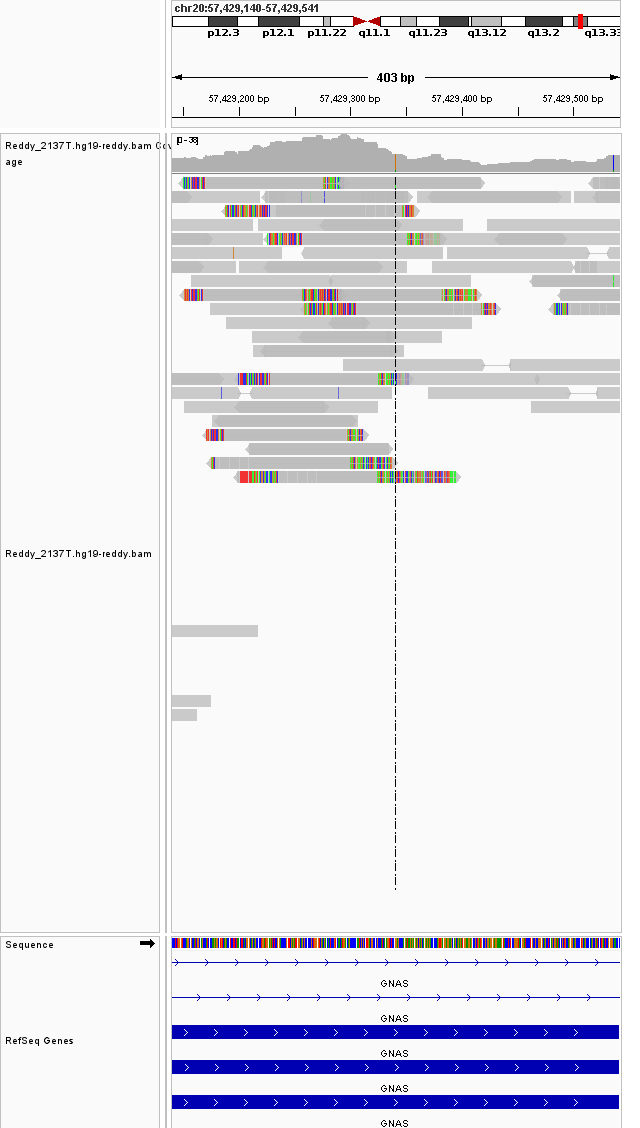 chr20:57,429,140-57,429,541
p12.3 p12.1 p11.22 q11.1 q11.23 q13.12 q13.2 q13.33
403 bp
57,429,200 bp 57,429,300 bp 57,429,400 bp 57,429,500 bp
Reddy_2137T.hg19-reddy.bam Cov
age
[0-38]
Reddy_2137T.hg19-reddy.bam
Sequence
GNAS
GNAS
RefSeq Genes
GNAS
GNAS
GNAS